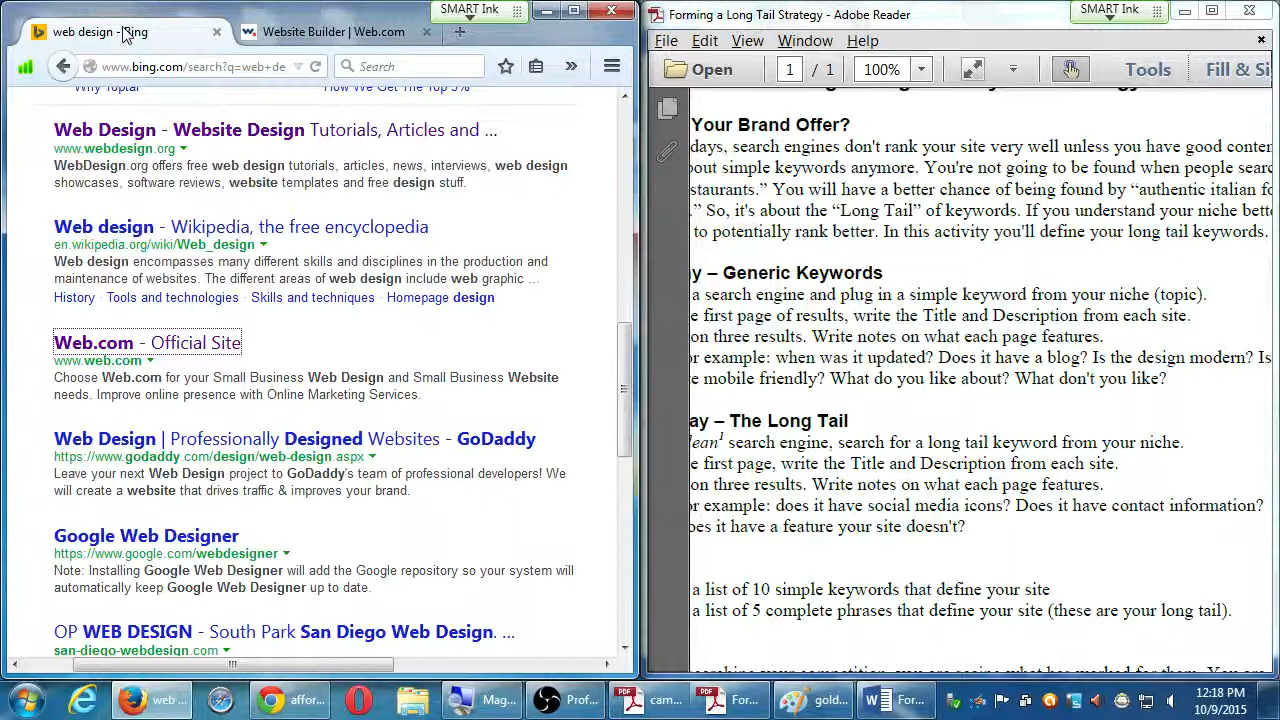 SMART Ink
web design - Bing
Website Builder | Web.com
www.bing.com/search?q=web+de
Search
Why Toptal
How We Get The Top 3%
Web Design - Website Design Tutorials, Articles and ...
www.webdesign.org
WebDesign.org offers free web design tutorials, articles, news, interviews, web design
showcases, software reviews, website templates and free design stuff.
Web design - Wikipedia, the free encyclopedia
en.wikipedia.org/wiki/Web_design
Web design encompasses many different skills and disciplines in the production and
maintenance of websites. The different areas of web design include web graphic ...
History · Tools and technologies · Skills and techniques · Homepage design
Web.com - Official Site
www.web.com
Choose Web.com for your Small Business Web Design and Small Business Website
needs. Improve online presence with Online Marketing Services.
Web Design | Professionally Designed Websites - GoDaddy
https://www.godaddy.com/design/web-design.aspx
Leave your next Web Design project to GoDaddy's team of professional developers! We
will create a website that drives traffic & improves your brand.
Google Web Designer
https://www.google.com/webdesigner
Note: Installing Google Web Designer will add the Google repository so your system will
automatically keep Google Web Designer up to date.
OP WEB DESIGN - South Park San Diego Web Design. ...
san-diego-webdesign.com
Forming a Long Tail Strategy - Adobe Reader
SMART Ink
File Edit View Window Help
Open 1 / 1 100% Tools Fill & Si
Your Brand Offer?
days, search engines don't rank your site very well unless you have good conten
out simple keywords anymore. You're not going to be found when people searc
staurants.” You will have a better chance of being found by “authentic italian fo
.” So, it's about the “Long Tail” of keywords. If you understand your niche bett
to potentially rank better. In this activity you'll define your long tail keywords.
ay – Generic Keywords
a search engine and plug in a simple keyword from your niche (topic).
e first page of results, write the Title and Description from each site.
on three results. Write notes on what each page features.
or example: when was it updated? Does it have a blog? Is the design modern? Is
e mobile friendly? What do you like about? What don't you like?
ay – The Long Tail
lean1 search engine, search for a long tail keyword from your niche.
e first page, write the Title and Description from each site.
on three results. Write notes on what each page features.
or example: does it have social media icons? Does it have contact information?
oes it have a feature your site doesn't?
a list of 10 simple keywords that define your site
a list of 5 complete phrases that define your site (these are your long tail).
web ...
affor...
Mag...
Prof...
cam...
For...
gold...
For...
12:18 PM
10/9/2015